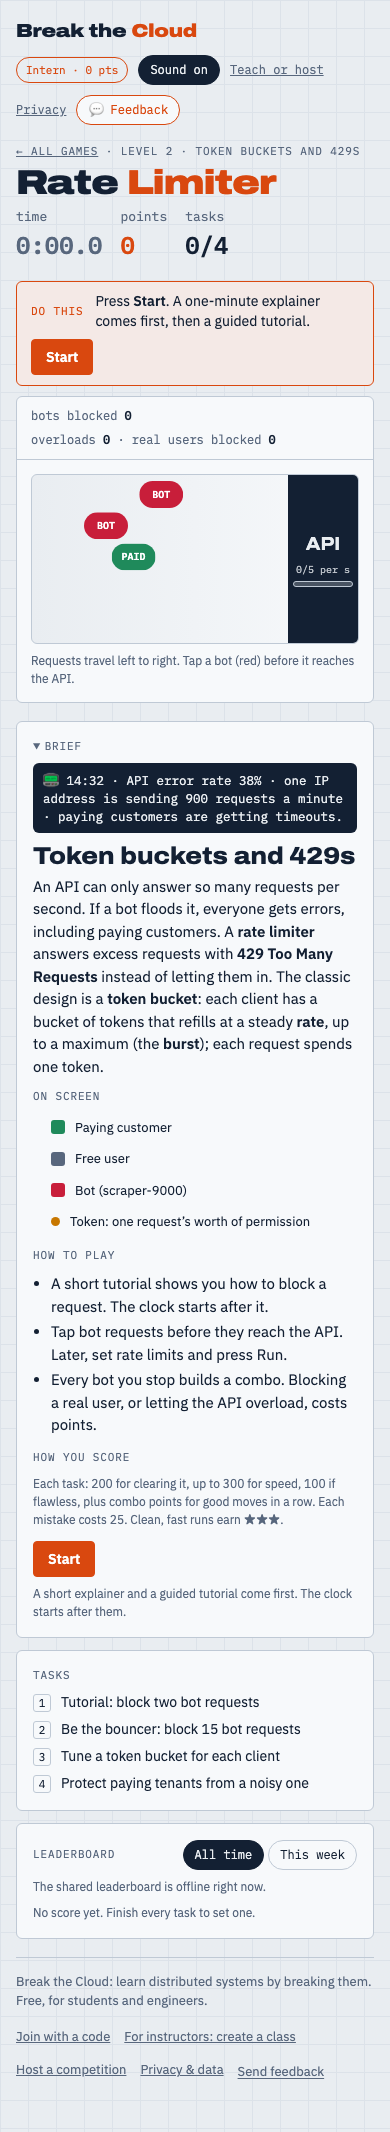 Break the Cloud
Intern · 0 pts
Sound on
Teach or host
Privacy
💬 Feedback
← ALL GAMES · LEVEL 2 · TOKEN BUCKETS AND 429S
Rate Limiter
time points tasks
0:00.0 0 0/4
DO THIS
Press Start. A one-minute explainer
comes first, then a guided tutorial.
Start
bots blocked 0
overloads 0 · real users blocked 0
BOT
BOT
PAID
API
0/5 per s
Requests travel left to right. Tap a bot (red) before it reaches
the API.
▾ BRIEF
14:32 · API error rate 38% · one IP
address is sending 900 requests a minute
· paying customers are getting timeouts.
Token buckets and 429s
An API can only answer so many requests per
second. If a bot floods it, everyone gets errors,
including paying customers. A rate limiter
answers excess requests with 429 Too Many
Requests instead of letting them in. The classic
design is a token bucket: each client has a
bucket of tokens that refills at a steady rate, up
to a maximum (the burst); each request spends
one token.
ON SCREEN
Paying customer
Free user
Bot (scraper-9000)
Token: one request’s worth of permission
HOW TO PLAY
• A short tutorial shows you how to block a
request. The clock starts after it.
• Tap bot requests before they reach the API.
Later, set rate limits and press Run.
• Every bot you stop builds a combo. Blocking
a real user, or letting the API overload, costs
points.
HOW YOU SCORE
Each task: 200 for clearing it, up to 300 for speed, 100 if
flawless, plus combo points for good moves in a row. Each
mistake costs 25. Clean, fast runs earn ★★★.
Start
A short explainer and a guided tutorial come first. The clock
starts after them.
TASKS
1 Tutorial: block two bot requests
2 Be the bouncer: block 15 bot requests
3 Tune a token bucket for each client
4 Protect paying tenants from a noisy one
LEADERBOARD
All time
This week
The shared leaderboard is offline right now.
No score yet. Finish every task to set one.
Break the Cloud: learn distributed systems by breaking them.
Free, for students and engineers.
Join with a code For instructors: create a class
Host a competition Privacy & data Send feedback